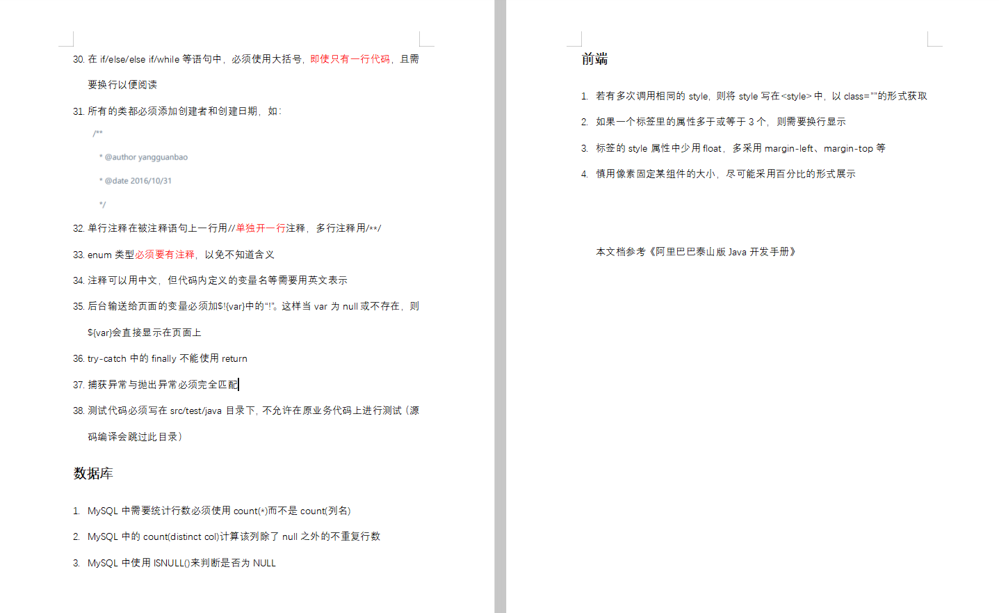 30. 在 if/else/else if/while 等语句中，必须使用大括号，即使只有一行代码，且需
要换行以便阅读
31. 所有的类都必须添加创建者和创建日期，如：
/**
* @author yangguanbao
* @date 2016/10/31
*/
32. 单行注释在被注释语句上一行用//单独开一行注释，多行注释用/**/
33. enum 类型必须要有注释，以免不知道含义
34. 注释可以用中文，但代码内定义的变量名等需要用英文表示
35. 后台输送给页面的变量必须加$!{var}中的“!”。这样当 var 为 null 或不存在，则
${var}会直接显示在页面上
36. try-catch 中的 finally 不能使用 return
37. 捕获异常与抛出异常必须完全匹配
38. 测试代码必须写在 src/test/java 目录下，不允许在原业务代码上进行测试（源
码编译会跳过此目录）
数据库
1. MySQL 中需要统计行数必须使用 count(*)而不是 count(列名)
2. MySQL 中的 count(distinct col)计算该列除了 null 之外的不重复行数
3. MySQL 中使用 ISNULL()来判断是否为 NULL
前端
1. 若有多次调用相同的 style，则将 style 写在<style>中，以 class=””的形式获取
2. 如果一个标签里的属性多于或等于 3 个，则需要换行显示
3. 标签的 style 属性中少用 float，多采用 margin-left、margin-top 等
4. 慎用像素固定某组件的大小，尽可能采用百分比的形式展示
本文档参考《阿里巴巴泰山版 Java 开发手册》